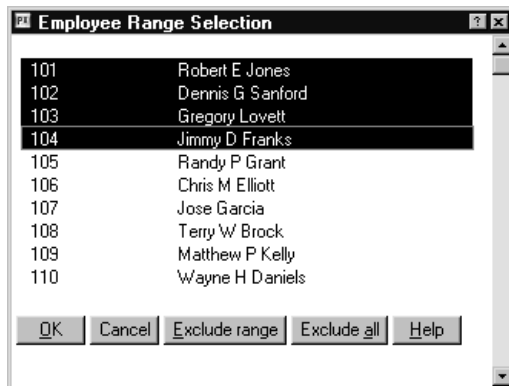 PR Employee Range Selection ? ×
101 Robert E Jones
102 Dennis G Sanford
103 Gregory Lovett
104 Jimmy D Franks
105 Randy P Grant
106 Chris M Elliott
107 Jose Garcia
108 Terry W Brock
109 Matthew P Kelly
110 Wayne H Daniels
OK Cancel Exclude range Exclude all Help